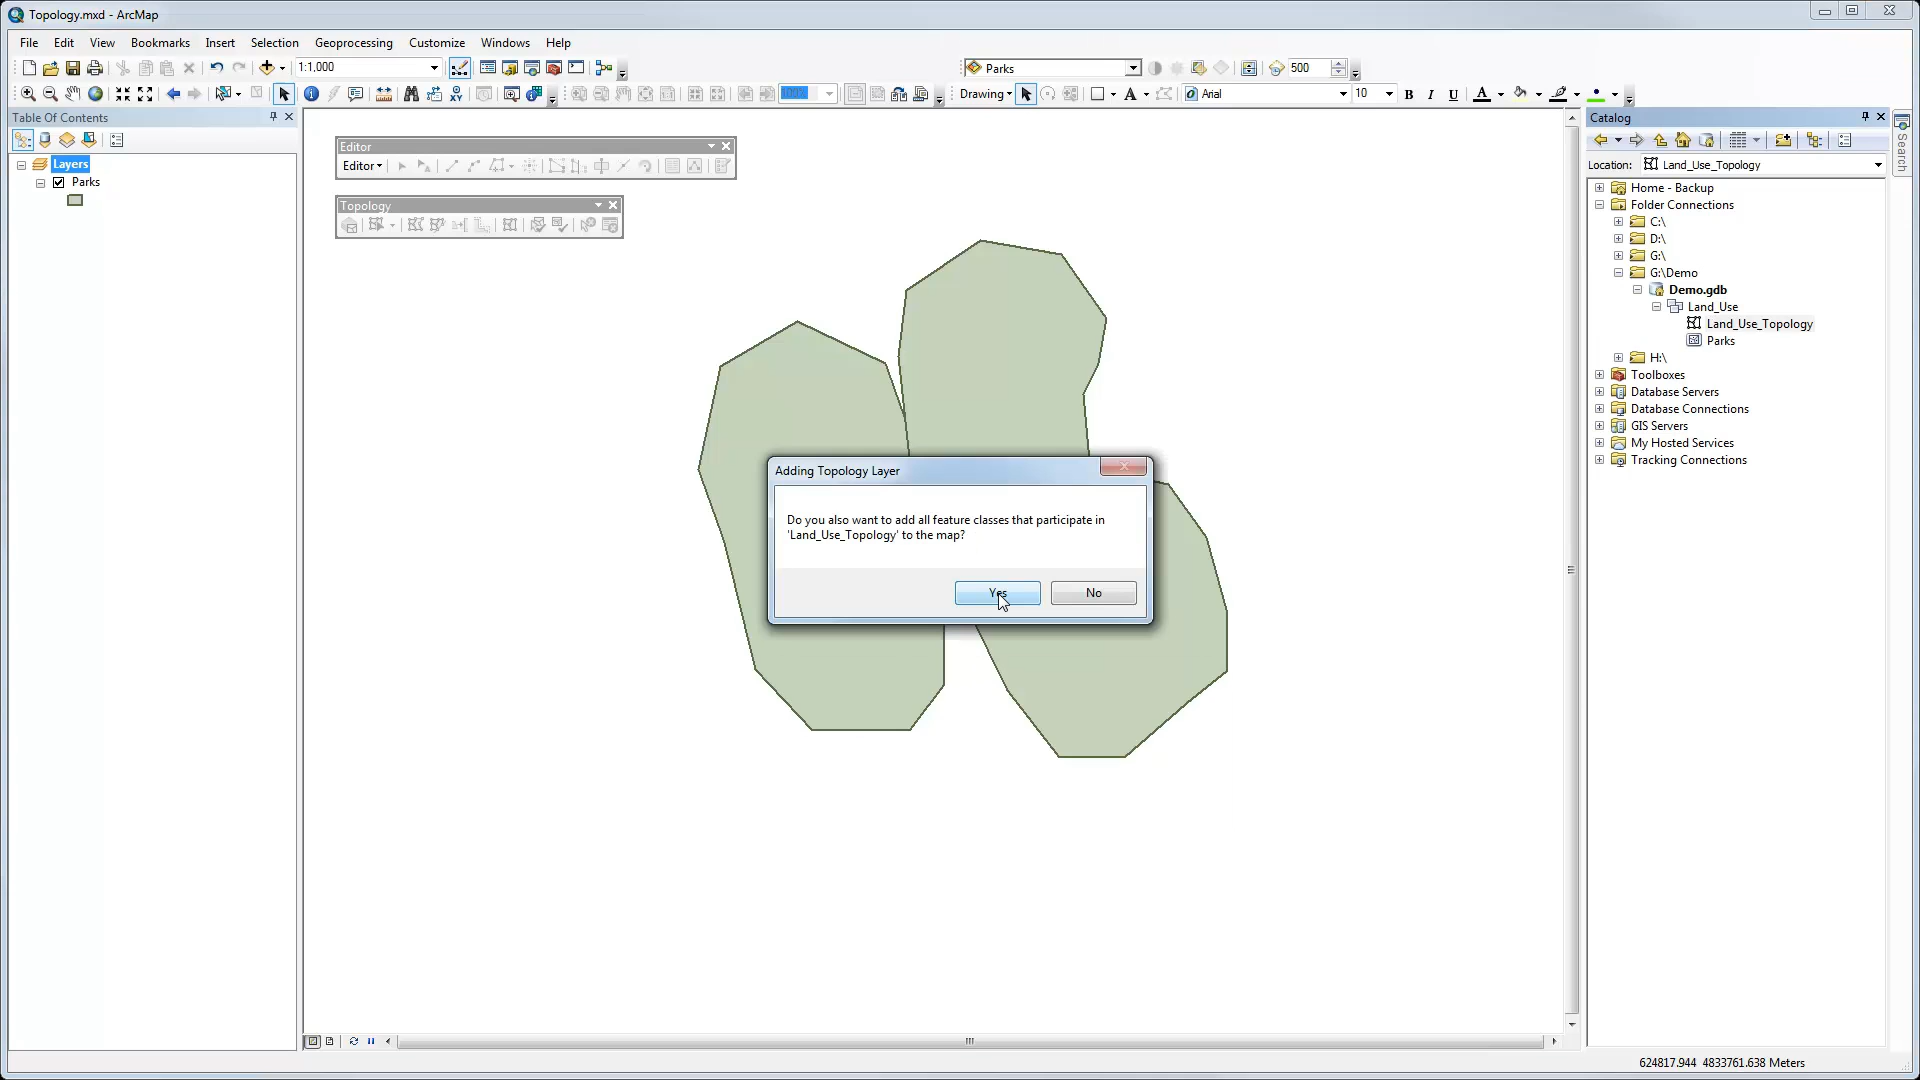 Topology.mxd - ArcMap
File Edit View Bookmarks Insert Selection Geoprocessing Customize Windows Help
1:1,000
Parks
500
100%
Drawing
Arial
10
B I U A
Table Of Contents
Layers
Parks
Editor
Editor
Topology
Adding Topology Layer
Do you also want to add all feature classes that participate in
'Land_Use_Topology' to the map?
Yes
No
Catalog
Location: Land_Use_Topology
Home - Backup
Folder Connections
C:\
D:\
G:\
G:\Demo
Demo.gdb
Land_Use
Land_Use_Topology
Parks
H:\
Toolboxes
Database Servers
Database Connections
GIS Servers
My Hosted Services
Tracking Connections
Search
624817.944 4833761.638 Meters